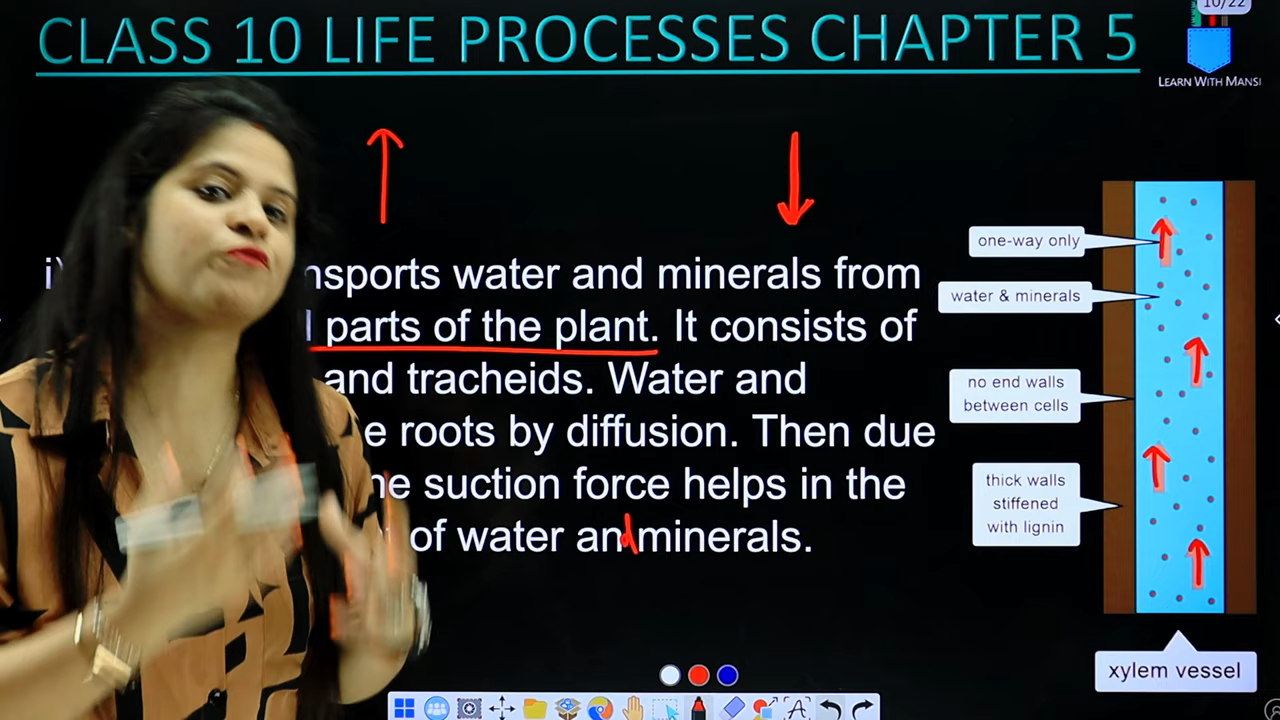 CLASS 10 LIFE PROCESSES CHAPTER 5
10/22
LEARN WITH MANSI
nsports water and minerals from
parts of the plant. It consists of
and tracheids. Water and
e roots by diffusion. Then due
he suction force helps in the
of water and minerals.
one-way only
water & minerals
no end walls
between cells
thick walls
stiffened
with lignin
xylem vessel